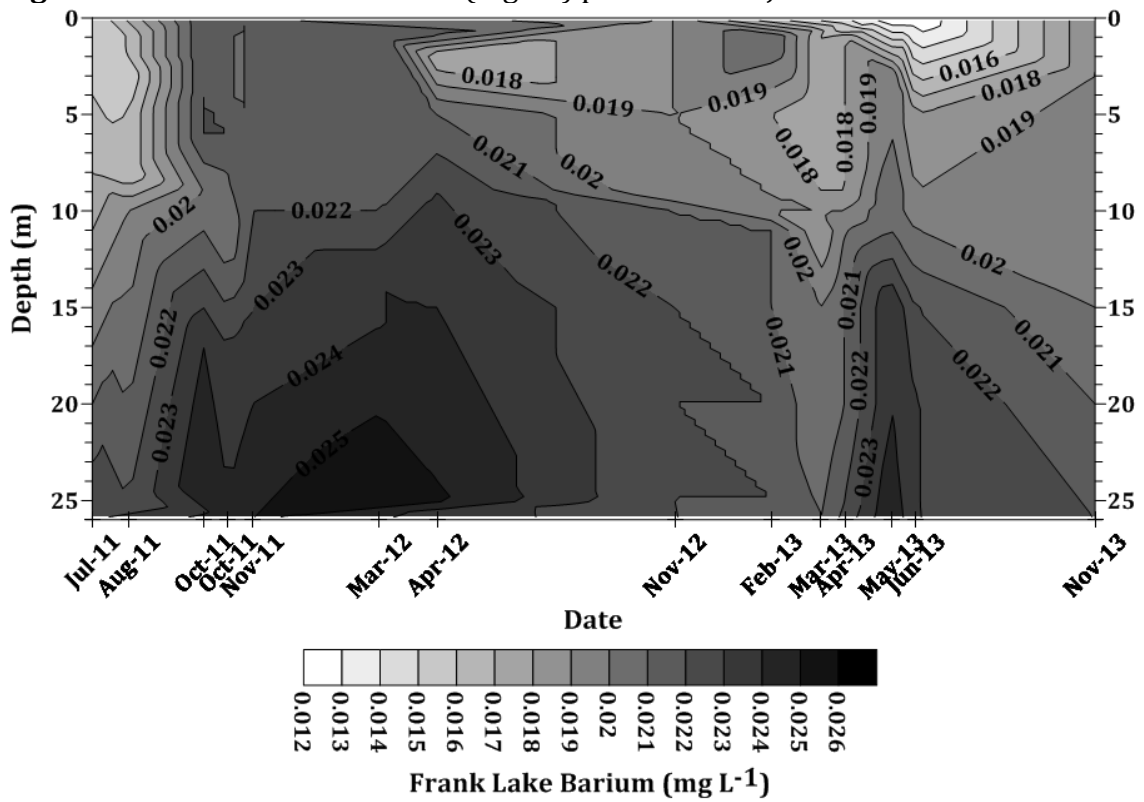 0 0
0.018 0.016
0.019 0.019 0.019 0.018
5 5
0.018 0.019
0.021 0.02 0.018
0.02 0.022
10 10
0.023 0.02 0.02
0.023 0.022
15 0.022 0.021 0.021 15
0.024 0.021 0.022
20 0.023 0.022 20
0.025 0.023
25 25
Depth (m)
Jul-11 Aug-11 Oct-11 Oct-11 Nov-11 Mar-12 Apr-12 Nov-12 Feb-13 Mar-13 Apr-13 May-13 Jun-13 Nov-13
Date
0.012 0.013 0.014 0.015 0.016 0.017 0.018 0.019 0.02 0.021 0.022 0.023 0.024 0.025 0.026
Frank Lake Barium (mg L-1)